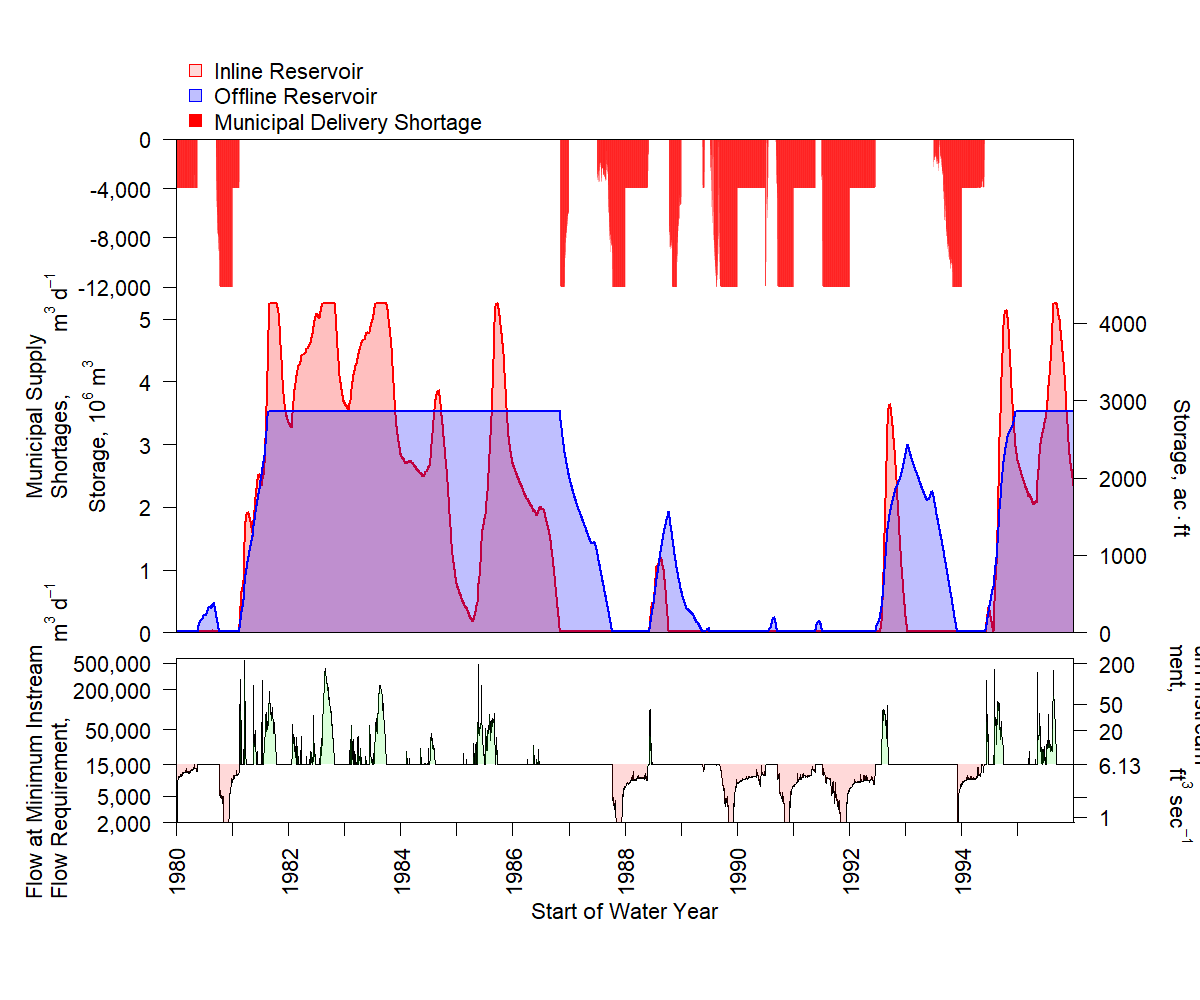 Inline Reservoir
Offline Reservoir
Municipal Delivery Shortage
0
-4,000
-8,000
-12,000
Municipal Supply
Shortages,
m³ d⁻¹
5
4
3
2
1
0
Storage, 10⁶ m³
4000
3000
2000
1000
0
Storage, ac · ft
500,000
200,000
50,000
15,000
5,000
2,000
Flow at Minimum Instream
Flow Requirement,
m³ d⁻¹
200
50
20
6.13
1
Instream
ment,
ft³ sec⁻¹
1980
1982
1984
1986
1988
1990
1992
1994
Start of Water Year